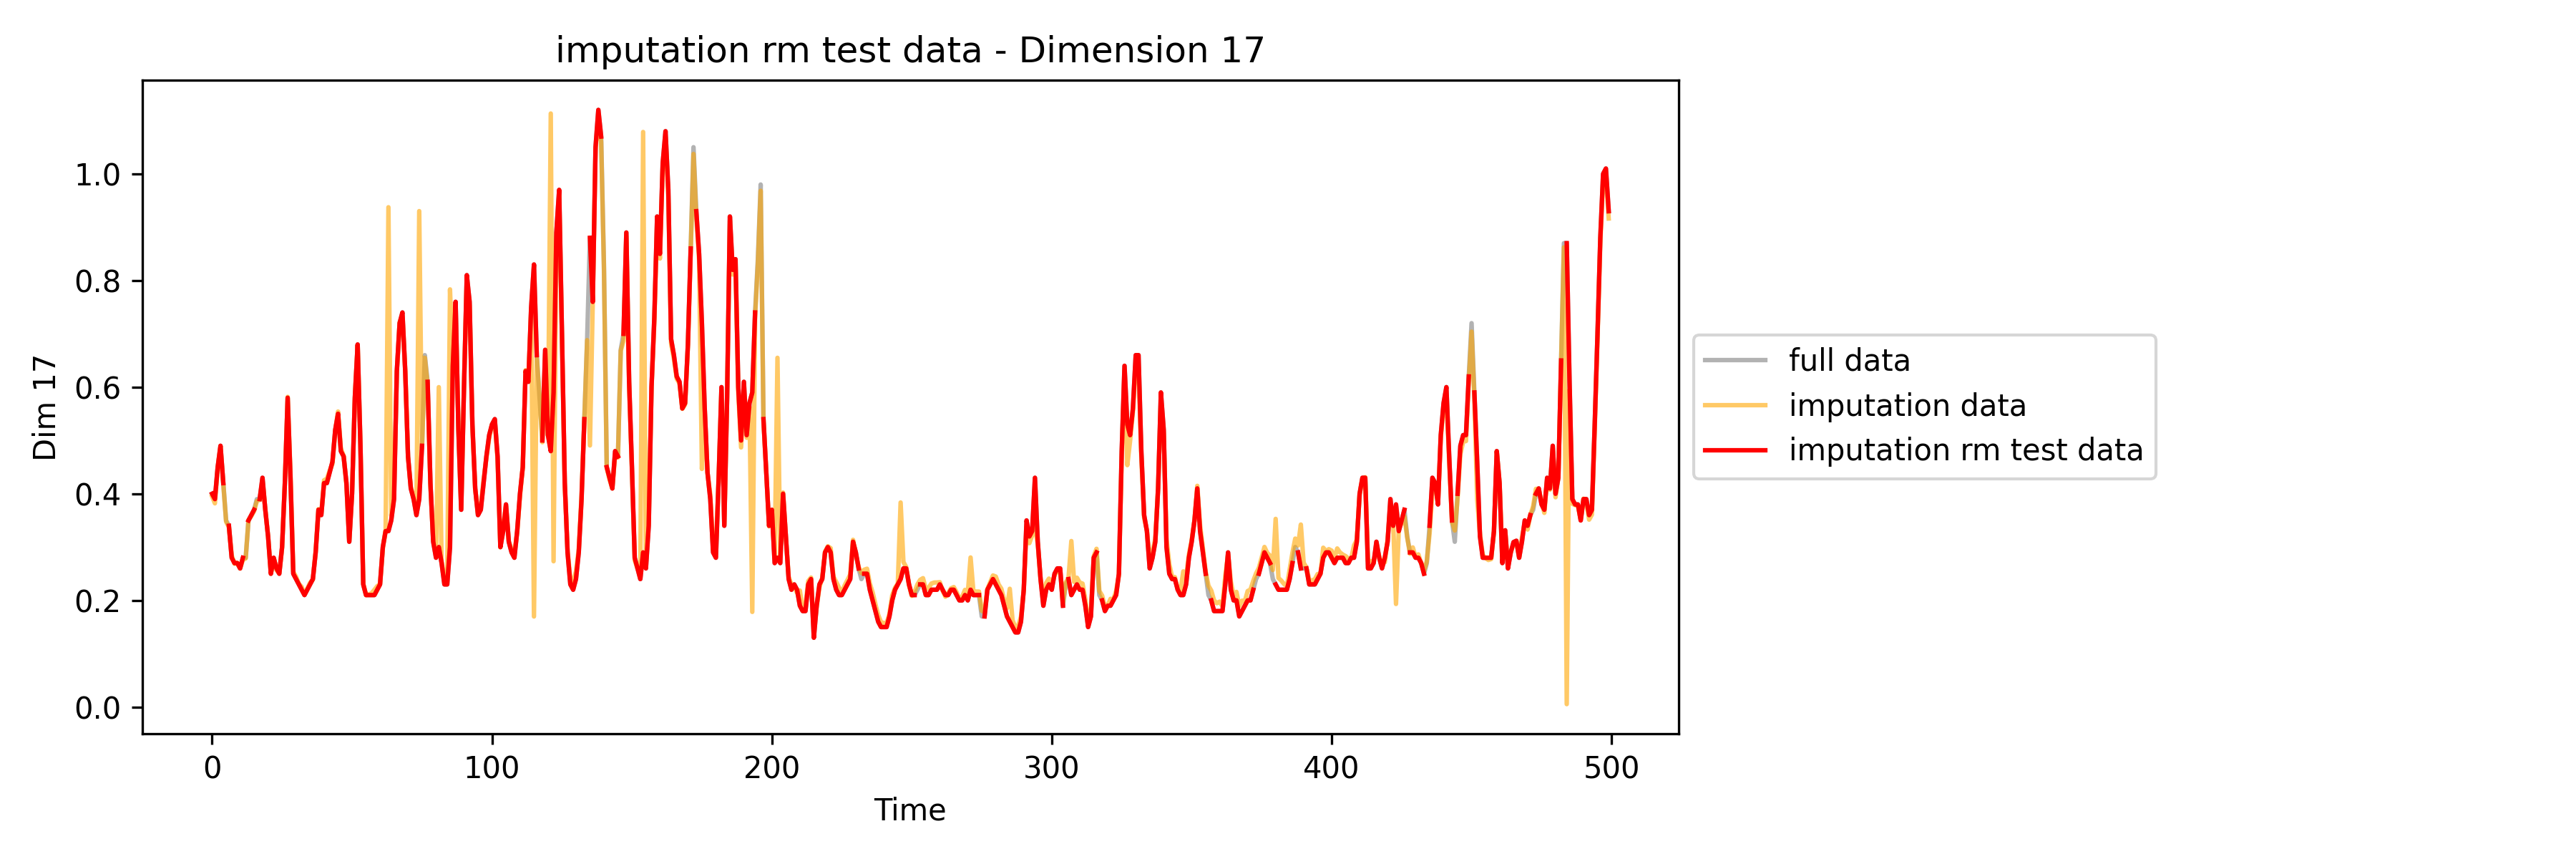 imputation rm test data - Dimension 17
Dim 17
1.0
0.8
0.6
0.4
0.2
0.0
0 100 200 300 400 500
Time
full data
imputation data
imputation rm test data